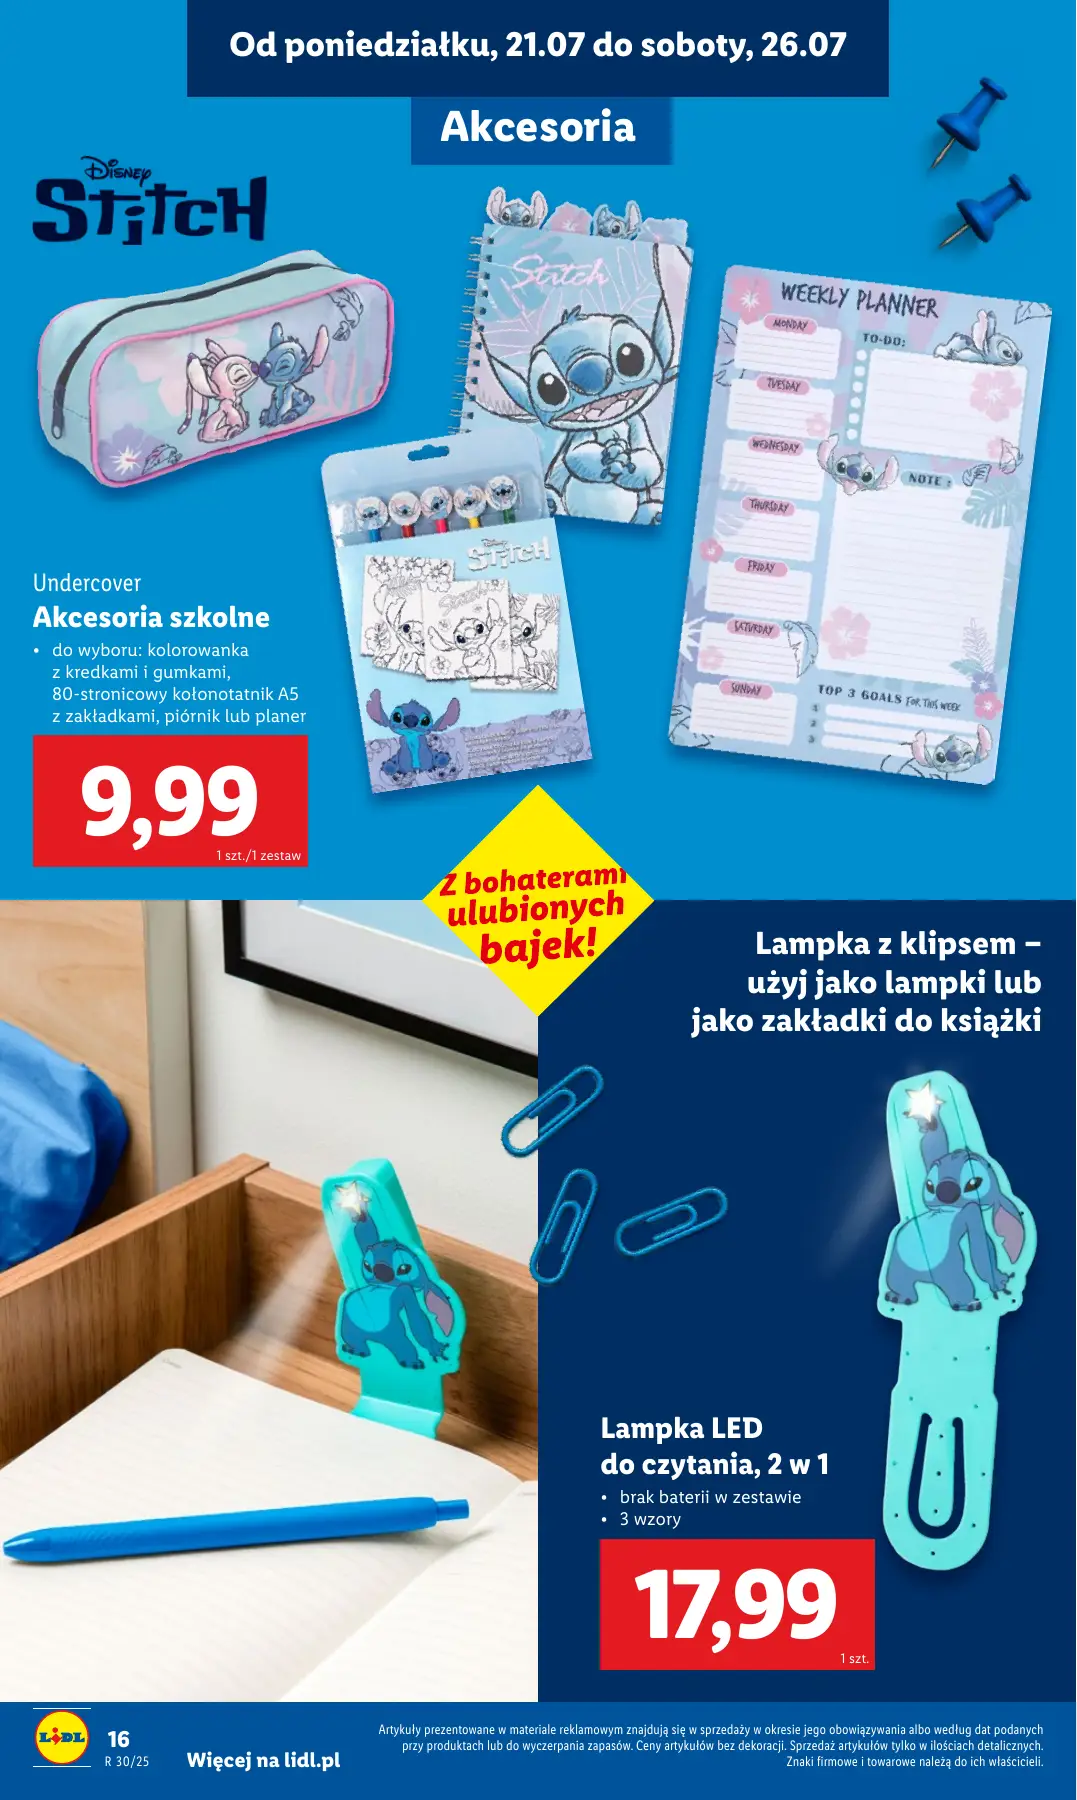 Od poniedziałku, 21.07 do soboty, 26.07
Akcesoria
Disney
Stitch
Stitch
WEEKLY PLANNER
MONDAY
TO-DO:
TUESDAY
WEDNESDAY
NOTE :
THURSDAY
FRIDAY
SATURDAY
SUNDAY
TOP 3 GOALS FOR THIS WEEK
1
2
3
Disney
Stitch
Stitch
Undercover
Akcesoria szkolne
• do wyboru: kolorowanka
z kredkami i gumkami,
80-stronicowy kołonotatnik A5
z zakładkami, piórnik lub planer
9,99
1 szt./1 zestaw
Z bohaterami
ulubionych
bajek!
Lampka z klipsem –
użyj jako lampki lub
jako zakładki do książki
Lampka LED
do czytania, 2 w 1
• brak baterii w zestawie
• 3 wzory
17,99
1 szt.
LIDL
16
R 30/25
Więcej na lidl.pl
Artykuły prezentowane w materiale reklamowym znajdują się w sprzedaży w okresie jego obowiązywania albo według dat podanych
przy produktach lub do wyczerpania zapasów. Ceny artykułów bez dekoracji. Sprzedaż artykułów tylko w ilościach detalicznych.
Znaki firmowe i towarowe należą do ich właścicieli.